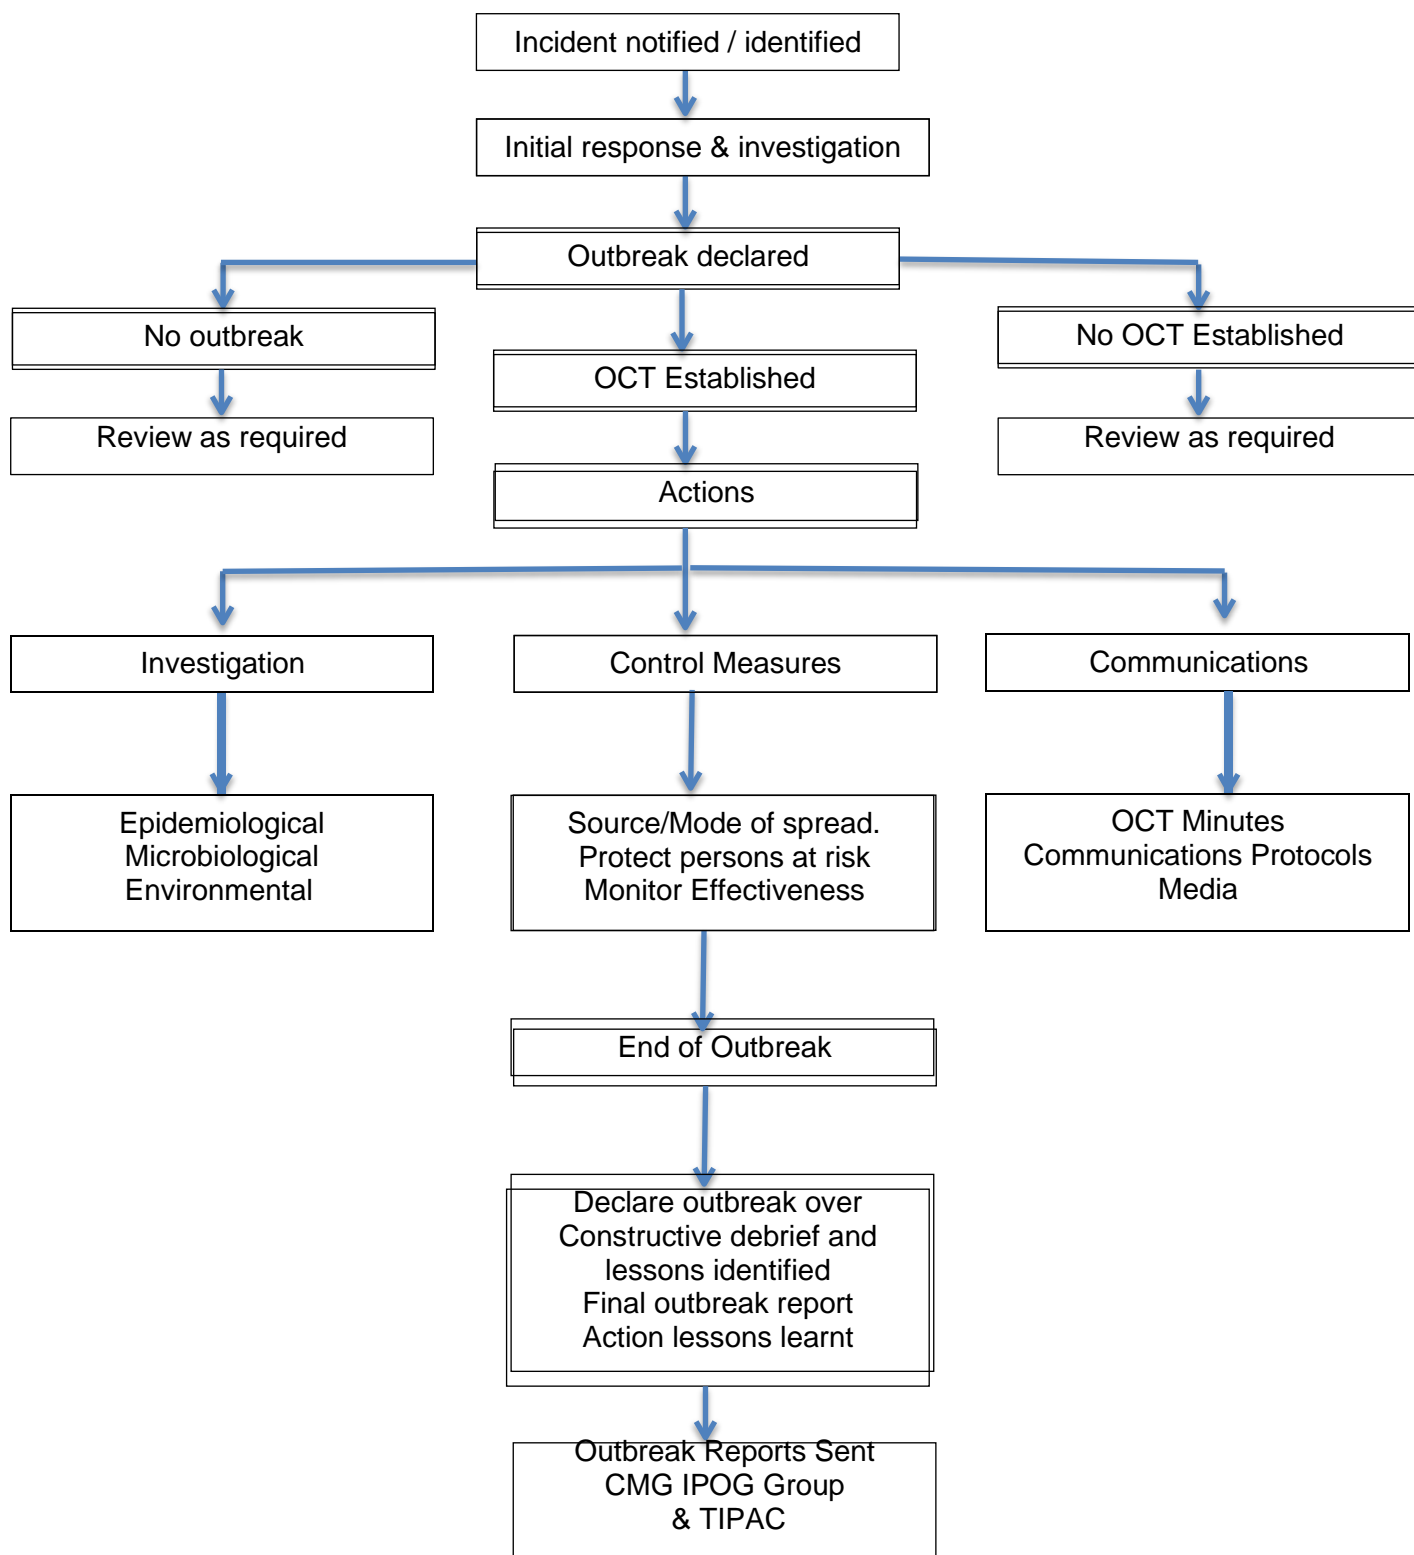 Incident notified / identified
Initial response & investigation
Outbreak declared
No outbreak
No OCT Established
OCT Established
Review as required
Review as required
Actions
Investigation
Control Measures
Communications
Epidemiological
Microbiological
Environmental
Source/Mode of spread.
Protect persons at risk
Monitor Effectiveness
OCT Minutes
Communications Protocols
Media
End of Outbreak
Declare outbreak over
Constructive debrief and
lessons identified
Final outbreak report
Action lessons learnt
Outbreak Reports Sent
CMG IPOG Group
& TIPAC